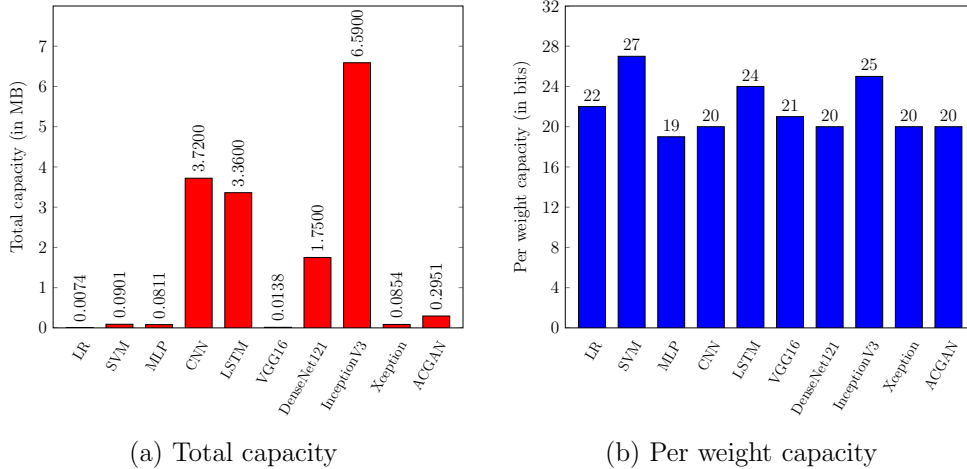 Total capacity (in MB)
7
6
5
4
3
2
1
0
0.0074
0.0901
0.0811
3.7200
3.3600
0.0138
1.7500
6.5900
0.0854
0.2951
LR
SVM
MLP
CNN
LSTM
VGG16
DenseNet121
InceptionV3
Xception
ACGAN
(a) Total capacity
Per weight capacity (in bits)
32
28
24
20
16
12
8
4
0
22
27
19
20
24
21
20
25
20
20
LR
SVM
MLP
CNN
LSTM
VGG16
DenseNet121
InceptionV3
Xception
ACGAN
(b) Per weight capacity